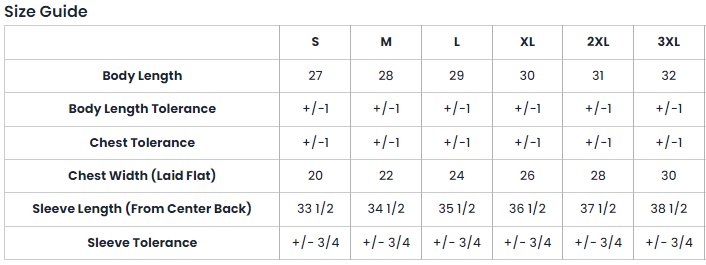 Size Guide
S M L XL 2XL 3XL
Body Length 27 28 29 30 31 32
Body Length Tolerance +/-1 +/-1 +/-1 +/-1 +/-1 +/-1
Chest Tolerance +/-1 +/-1 +/-1 +/-1 +/-1 +/-1
Chest Width (Laid Flat) 20 22 24 26 28 30
Sleeve Length (From Center Back) 33 1/2 34 1/2 35 1/2 36 1/2 37 1/2 38 1/2
Sleeve Tolerance +/- 3/4 +/- 3/4 +/- 3/4 +/- 3/4 +/- 3/4 +/- 3/4